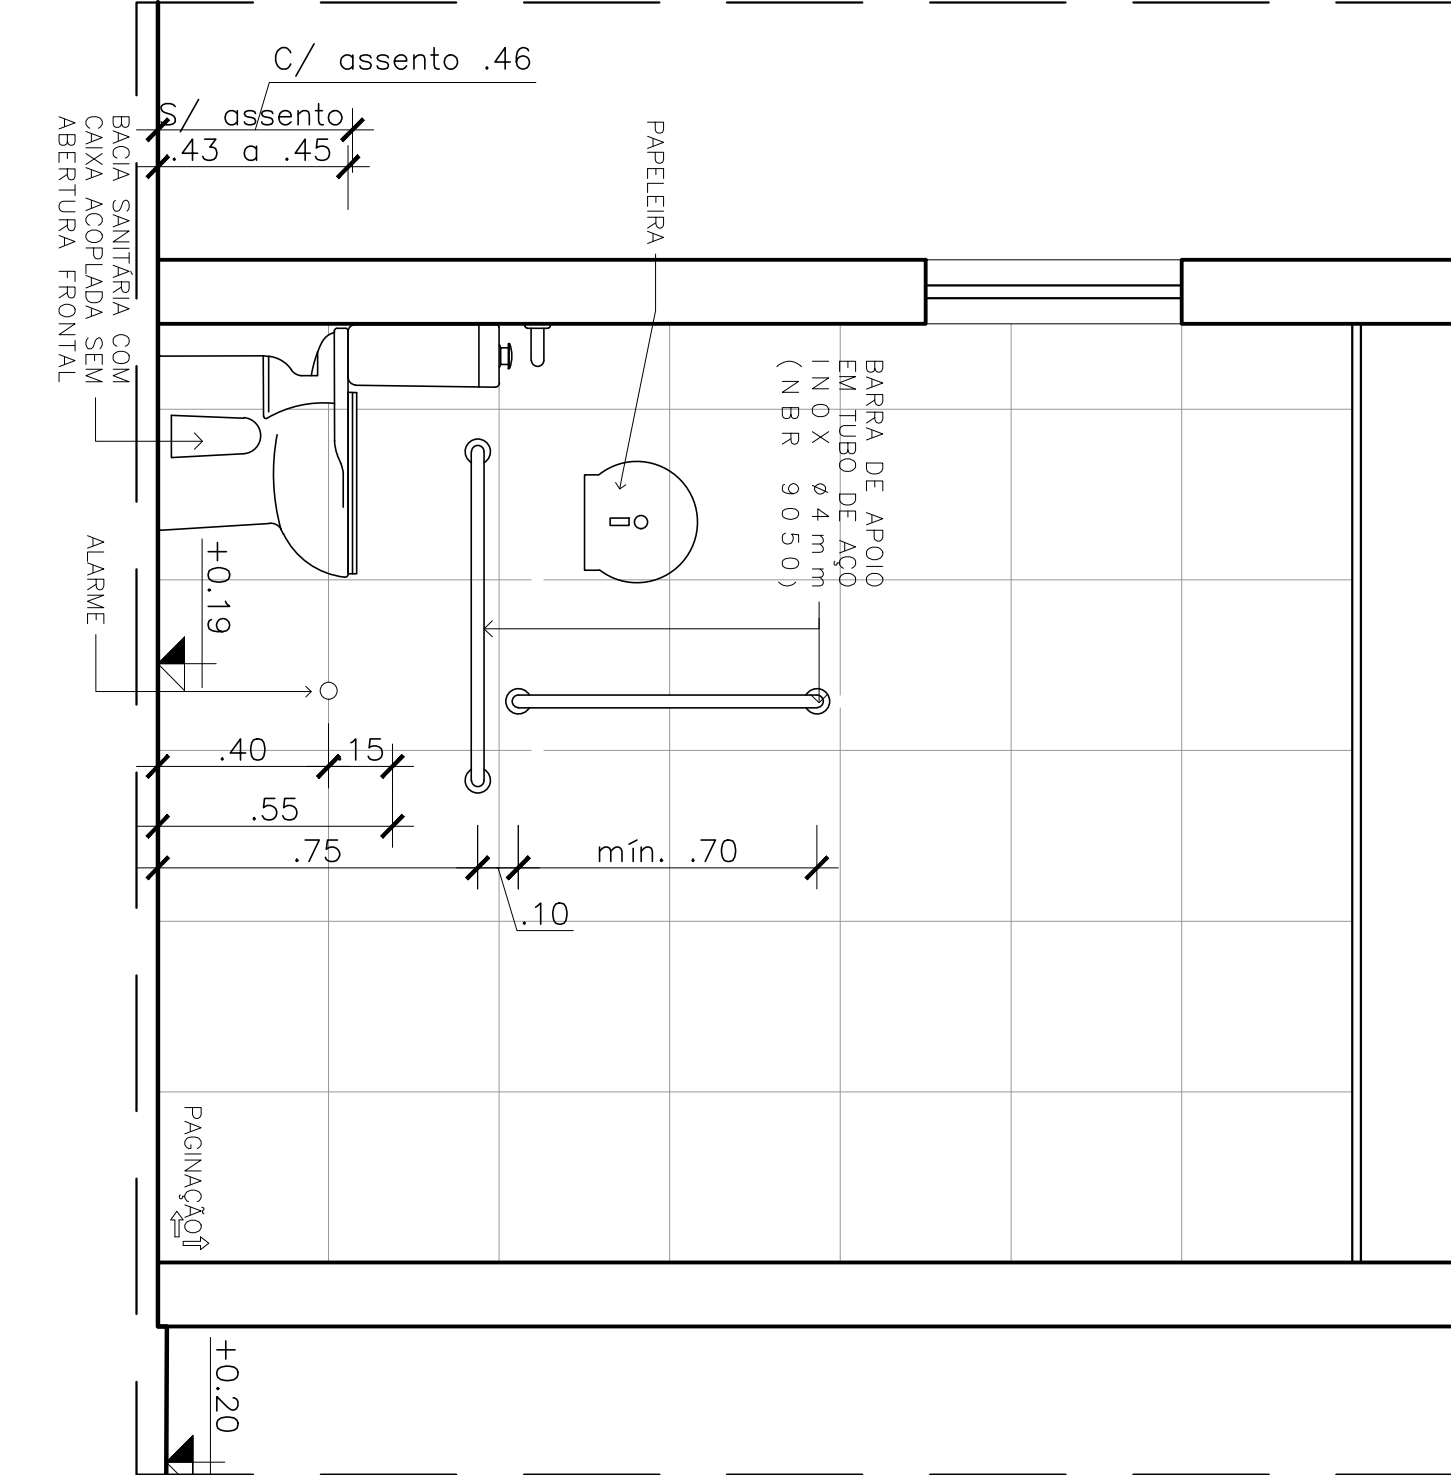 C/ assento .46
S/ assento
.43 a .45
BACIA SANITÁRIA COM
CAIXA ACOPLADA SEM
ABERTURA FRONTAL
PAPELEIRA
BARRA DE APOIO
EM TUBO DE AÇO
INOX ø4mm
(NBR 9050)
ALARME
+0.19
.40
.15
.55
.75
mín. .70
.10
PAGINAÇÃO
+0.20